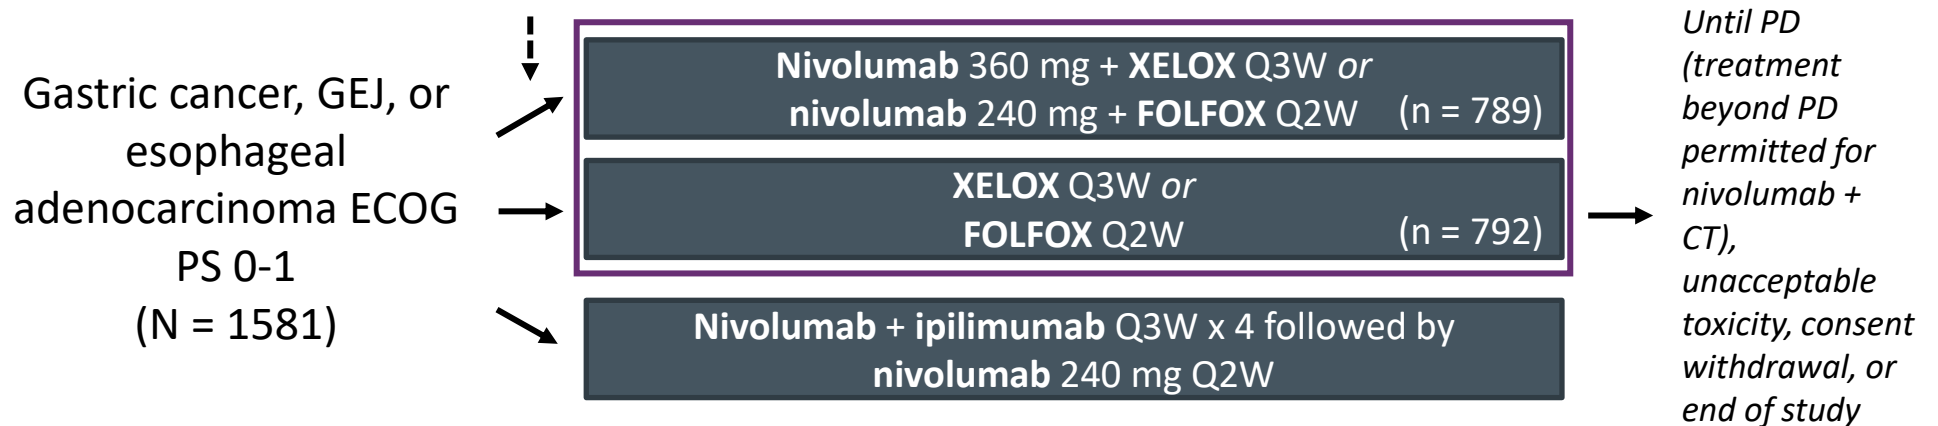 Gastric cancer, GEJ, or
esophageal
adenocarcinoma ECOG
PS 0-1
(N = 1581)
Nivolumab 360 mg + XELOX Q3W or
nivolumab 240 mg + FOLFOX Q2W (n = 789)
XELOX Q3W or
FOLFOX Q2W (n = 792)
Nivolumab + ipilimumab Q3W x 4 followed by
nivolumab 240 mg Q2W
Until PD
(treatment
beyond PD
permitted for
nivolumab +
CT),
unacceptable
toxicity, consent
withdrawal, or
end of study